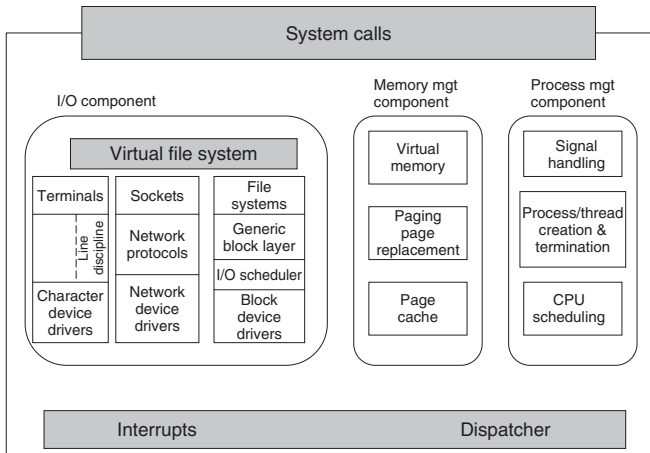 System calls
I/O component
Memory mgt
component
Process mgt
component
Virtual file system
Terminals
Line
discipline
Character
device
drivers
Sockets
Network
protocols
Network
device
drivers
File
systems
Generic
block layer
I/O scheduler
Block
device
drivers
Virtual
memory
Paging
page
replacement
Page
cache
Signal
handling
Process/thread
creation &
termination
CPU
scheduling
Interrupts
Dispatcher